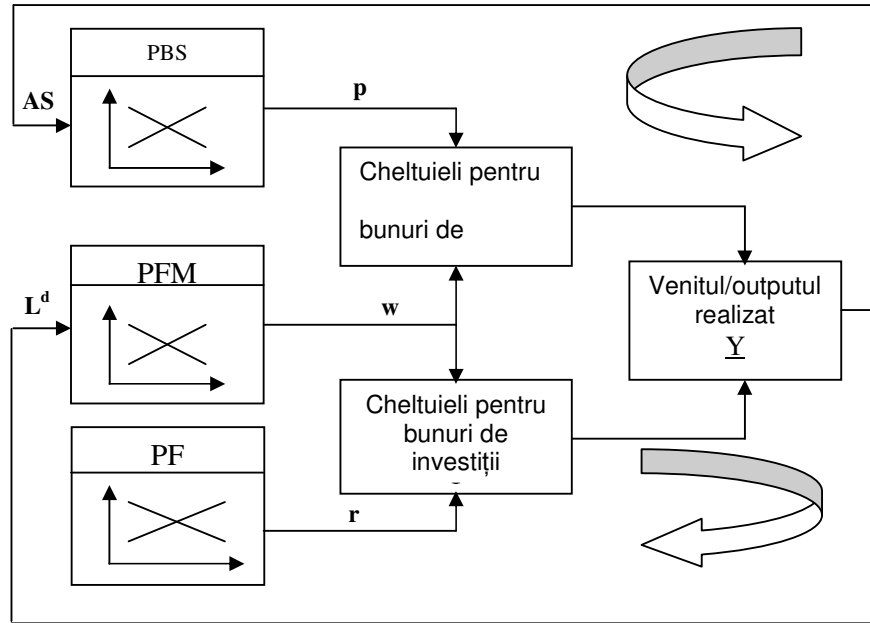 PBS
AS
p
Cheltuieli pentru
bunuri de
PFM
L^d
w
Venitul/outputul
realizat
Y
Cheltuieli pentru
bunuri de
investiții
PF
r